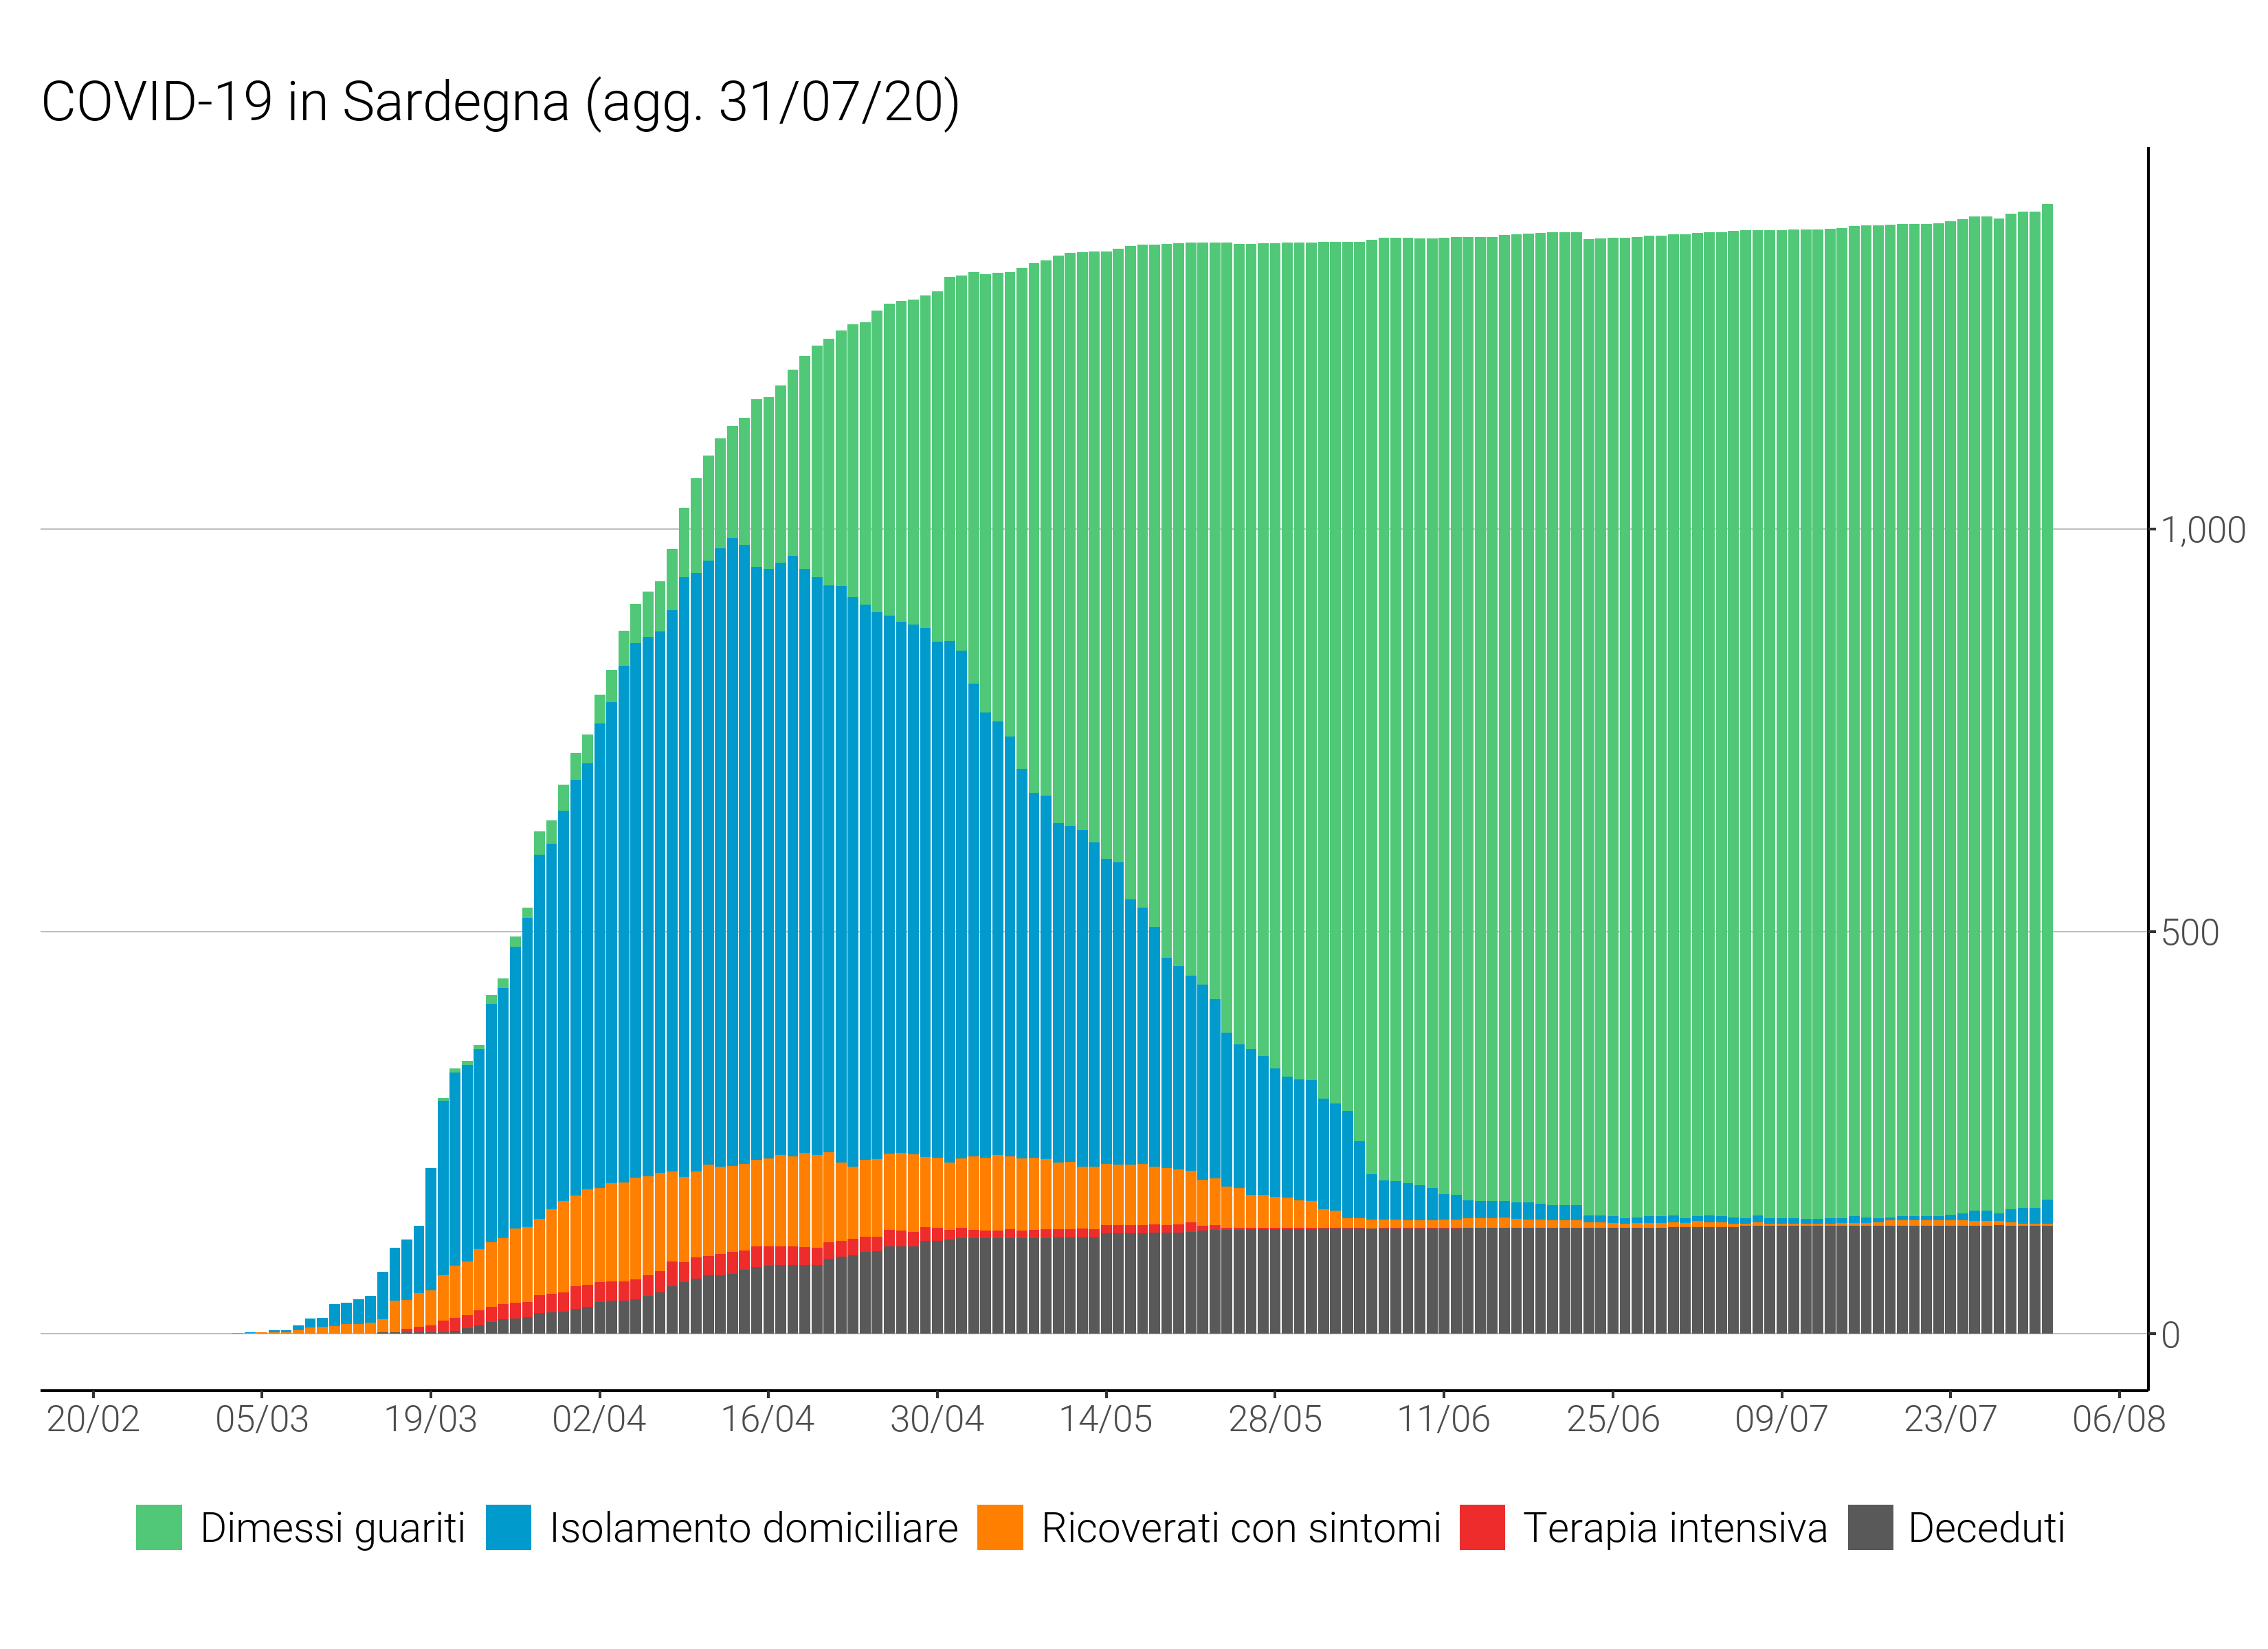 COVID-19 in Sardegna (agg. 31/07/20)
1,000
500
0
20/02 05/03 19/03 02/04 16/04 30/04 14/05 28/05 11/06 25/06 09/07 23/07 06/08
Dimessi guariti Isolamento domiciliare Ricoverati con sintomi Terapia intensiva Deceduti